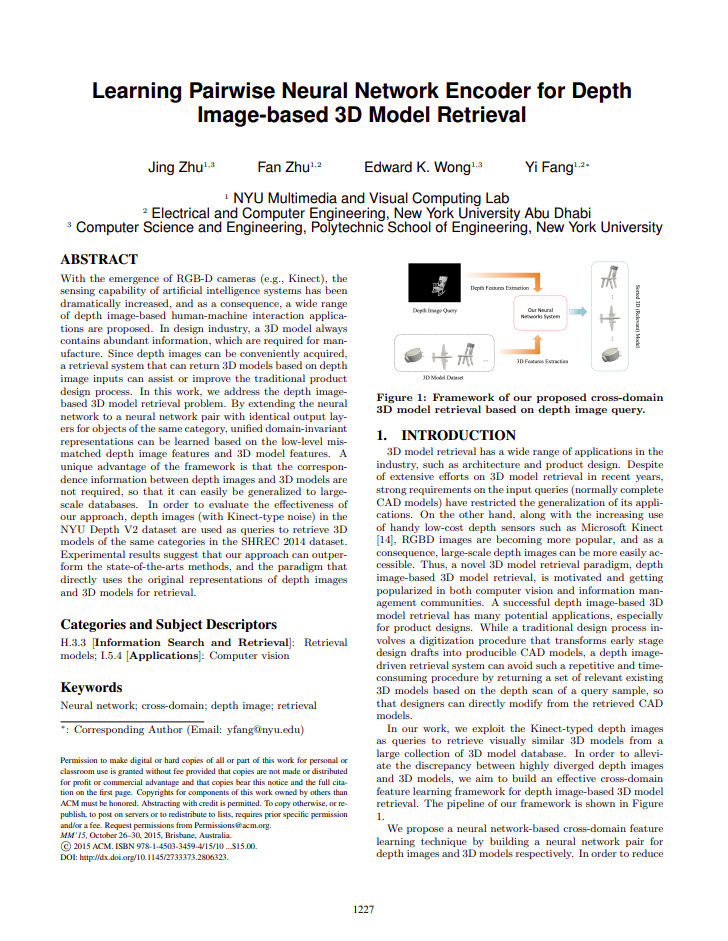 Learning Pairwise Neural Network Encoder for Depth
Image-based 3D Model Retrieval
Jing Zhu1,3 Fan Zhu1,2 Edward K. Wong1,3 Yi Fang1,2*
1 NYU Multimedia and Visual Computing Lab
2 Electrical and Computer Engineering, New York University Abu Dhabi
3 Computer Science and Engineering, Polytechnic School of Engineering, New York University
ABSTRACT
With the emergence of RGB-D cameras (e.g., Kinect), the
sensing capability of artificial intelligence systems has been
dramatically increased, and as a consequence, a wide range
of depth image-based human-machine interaction applica-
tions are proposed. In design industry, a 3D model always
contains abundant information, which are required for man-
ufacture. Since depth images can be conveniently acquired,
a retrieval system that can return 3D models based on depth
image inputs can assist or improve the traditional product
design process. In this work, we address the depth image-
based 3D model retrieval problem. By extending the neural
network to a neural network pair with identical output lay-
ers for objects of the same category, unified domain-invariant
representations can be learned based on the low-level mis-
matched depth image features and 3D model features. A
unique advantage of the framework is that the correspon-
dence information between depth images and 3D models are
not required, so that it can easily be generalized to large-
scale databases. In order to evaluate the effectiveness of
our approach, depth images (with Kinect-type noise) in the
NYU Depth V2 dataset are used as queries to retrieve 3D
models of the same categories in the SHREC 2014 dataset.
Experimental results suggest that our approach can outper-
form the state-of-the-arts methods, and the paradigm that
directly uses the original representations of depth images
and 3D models for retrieval.
Categories and Subject Descriptors
H.3.3 [Information Search and Retrieval]: Retrieval
models; I.5.4 [Applications]: Computer vision
Keywords
Neural network; cross-domain; depth image; retrieval
*: Corresponding Author (Email: yfang@nyu.edu)
Permission to make digital or hard copies of all or part of this work for personal or
classroom use is granted without fee provided that copies are not made or distributed
for profit or commercial advantage and that copies bear this notice and the full cita-
tion on the first page. Copyrights for components of this work owned by others than
ACM must be honored. Abstracting with credit is permitted. To copy otherwise, or re-
publish, to post on servers or to redistribute to lists, requires prior specific permission
and/or a fee. Request permissions from Permissions@acm.org.
MM'15, October 26–30, 2015, Brisbane, Australia.
© 2015 ACM. ISBN 978-1-4503-3459-4/15/10 ...$15.00.
DOI: http://dx.doi.org/10.1145/2733373.2806323.
Depth Features Extraction
Depth Image Query
Our Neural
Networks System
3D Features Extraction
3D Model Dataset
Sorted 3D (Relevant) Model
Figure 1: Framework of our proposed cross-domain
3D model retrieval based on depth image query.
1. INTRODUCTION
3D model retrieval has a wide range of applications in the
industry, such as architecture and product design. Despite
of extensive efforts on 3D model retrieval in recent years,
strong requirements on the input queries (normally complete
CAD models) have restricted the generalization of its appli-
cations. On the other hand, along with the increasing use
of handy low-cost depth sensors such as Microsoft Kinect
[14], RGBD images are becoming more popular, and as a
consequence, large-scale depth images can be more easily ac-
cessible. Thus, a novel 3D model retrieval paradigm, depth
image-based 3D model retrieval, is motivated and getting
popularized in both computer vision and information man-
agement communities. A successful depth image-based 3D
model retrieval has many potential applications, especially
for product designs. While a traditional design process in-
volves a digitization procedure that transforms early stage
design drafts into producible CAD models, a depth image-
driven retrieval system can avoid such a repetitive and time-
consuming procedure by returning a set of relevant existing
3D models based on the depth scan of a query sample, so
that designers can directly modify from the retrieved CAD
models.
In our work, we exploit the Kinect-typed depth images
as queries to retrieve visually similar 3D models from a
large collection of 3D model database. In order to allevi-
ate the discrepancy between highly diverged depth images
and 3D models, we aim to build an effective cross-domain
feature learning framework for depth image-based 3D model
retrieval. The pipeline of our framework is shown in Figure
1.
We propose a neural network-based cross-domain feature
learning technique by building a neural network pair for
depth images and 3D models respectively. In order to reduce
1227